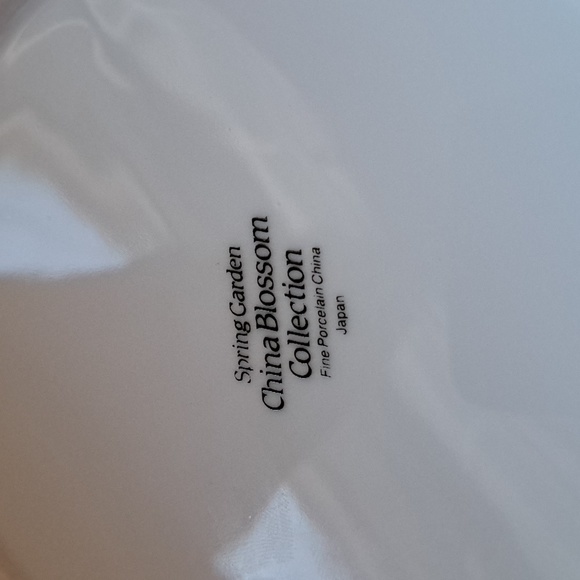 Spring Garden
China Blossom
Collection
Fine Porcelain China
Japan